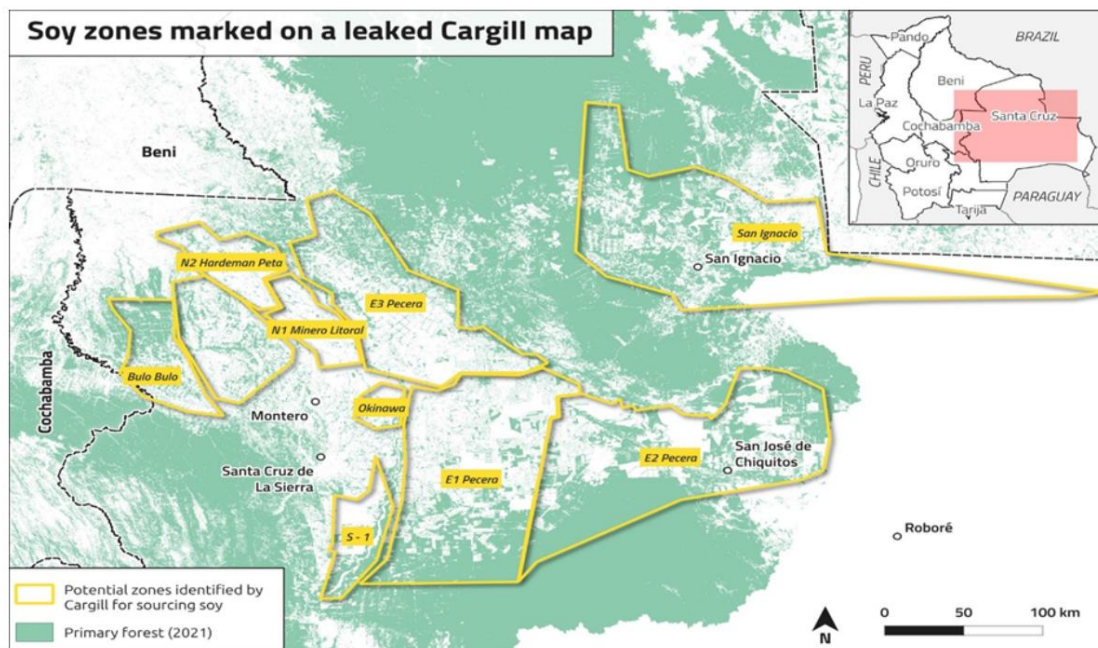 Soy zones marked on a leaked Cargill map
BRAZIL
Pando
PERU
Beni
La Paz
Santa Cruz
Cochabamba
Oruro
CHILE
Potosí
PARAGUAY
Tarija
Beni
San Ignacio
San Ignacio
N2 Hardeman Peta
E3 Pecera
N1 Minero Litoral
Bulo Bulo
Cochabamba
Montero
Okinawa
Santa Cruz de
La Sierra
E1 Pecera
E2 Pecera
San José de
Chiquitos
S - 1
Roboré
Potential zones identified by
Cargill for sourcing soy
Primary forest (2021)
N
0 50 100 km